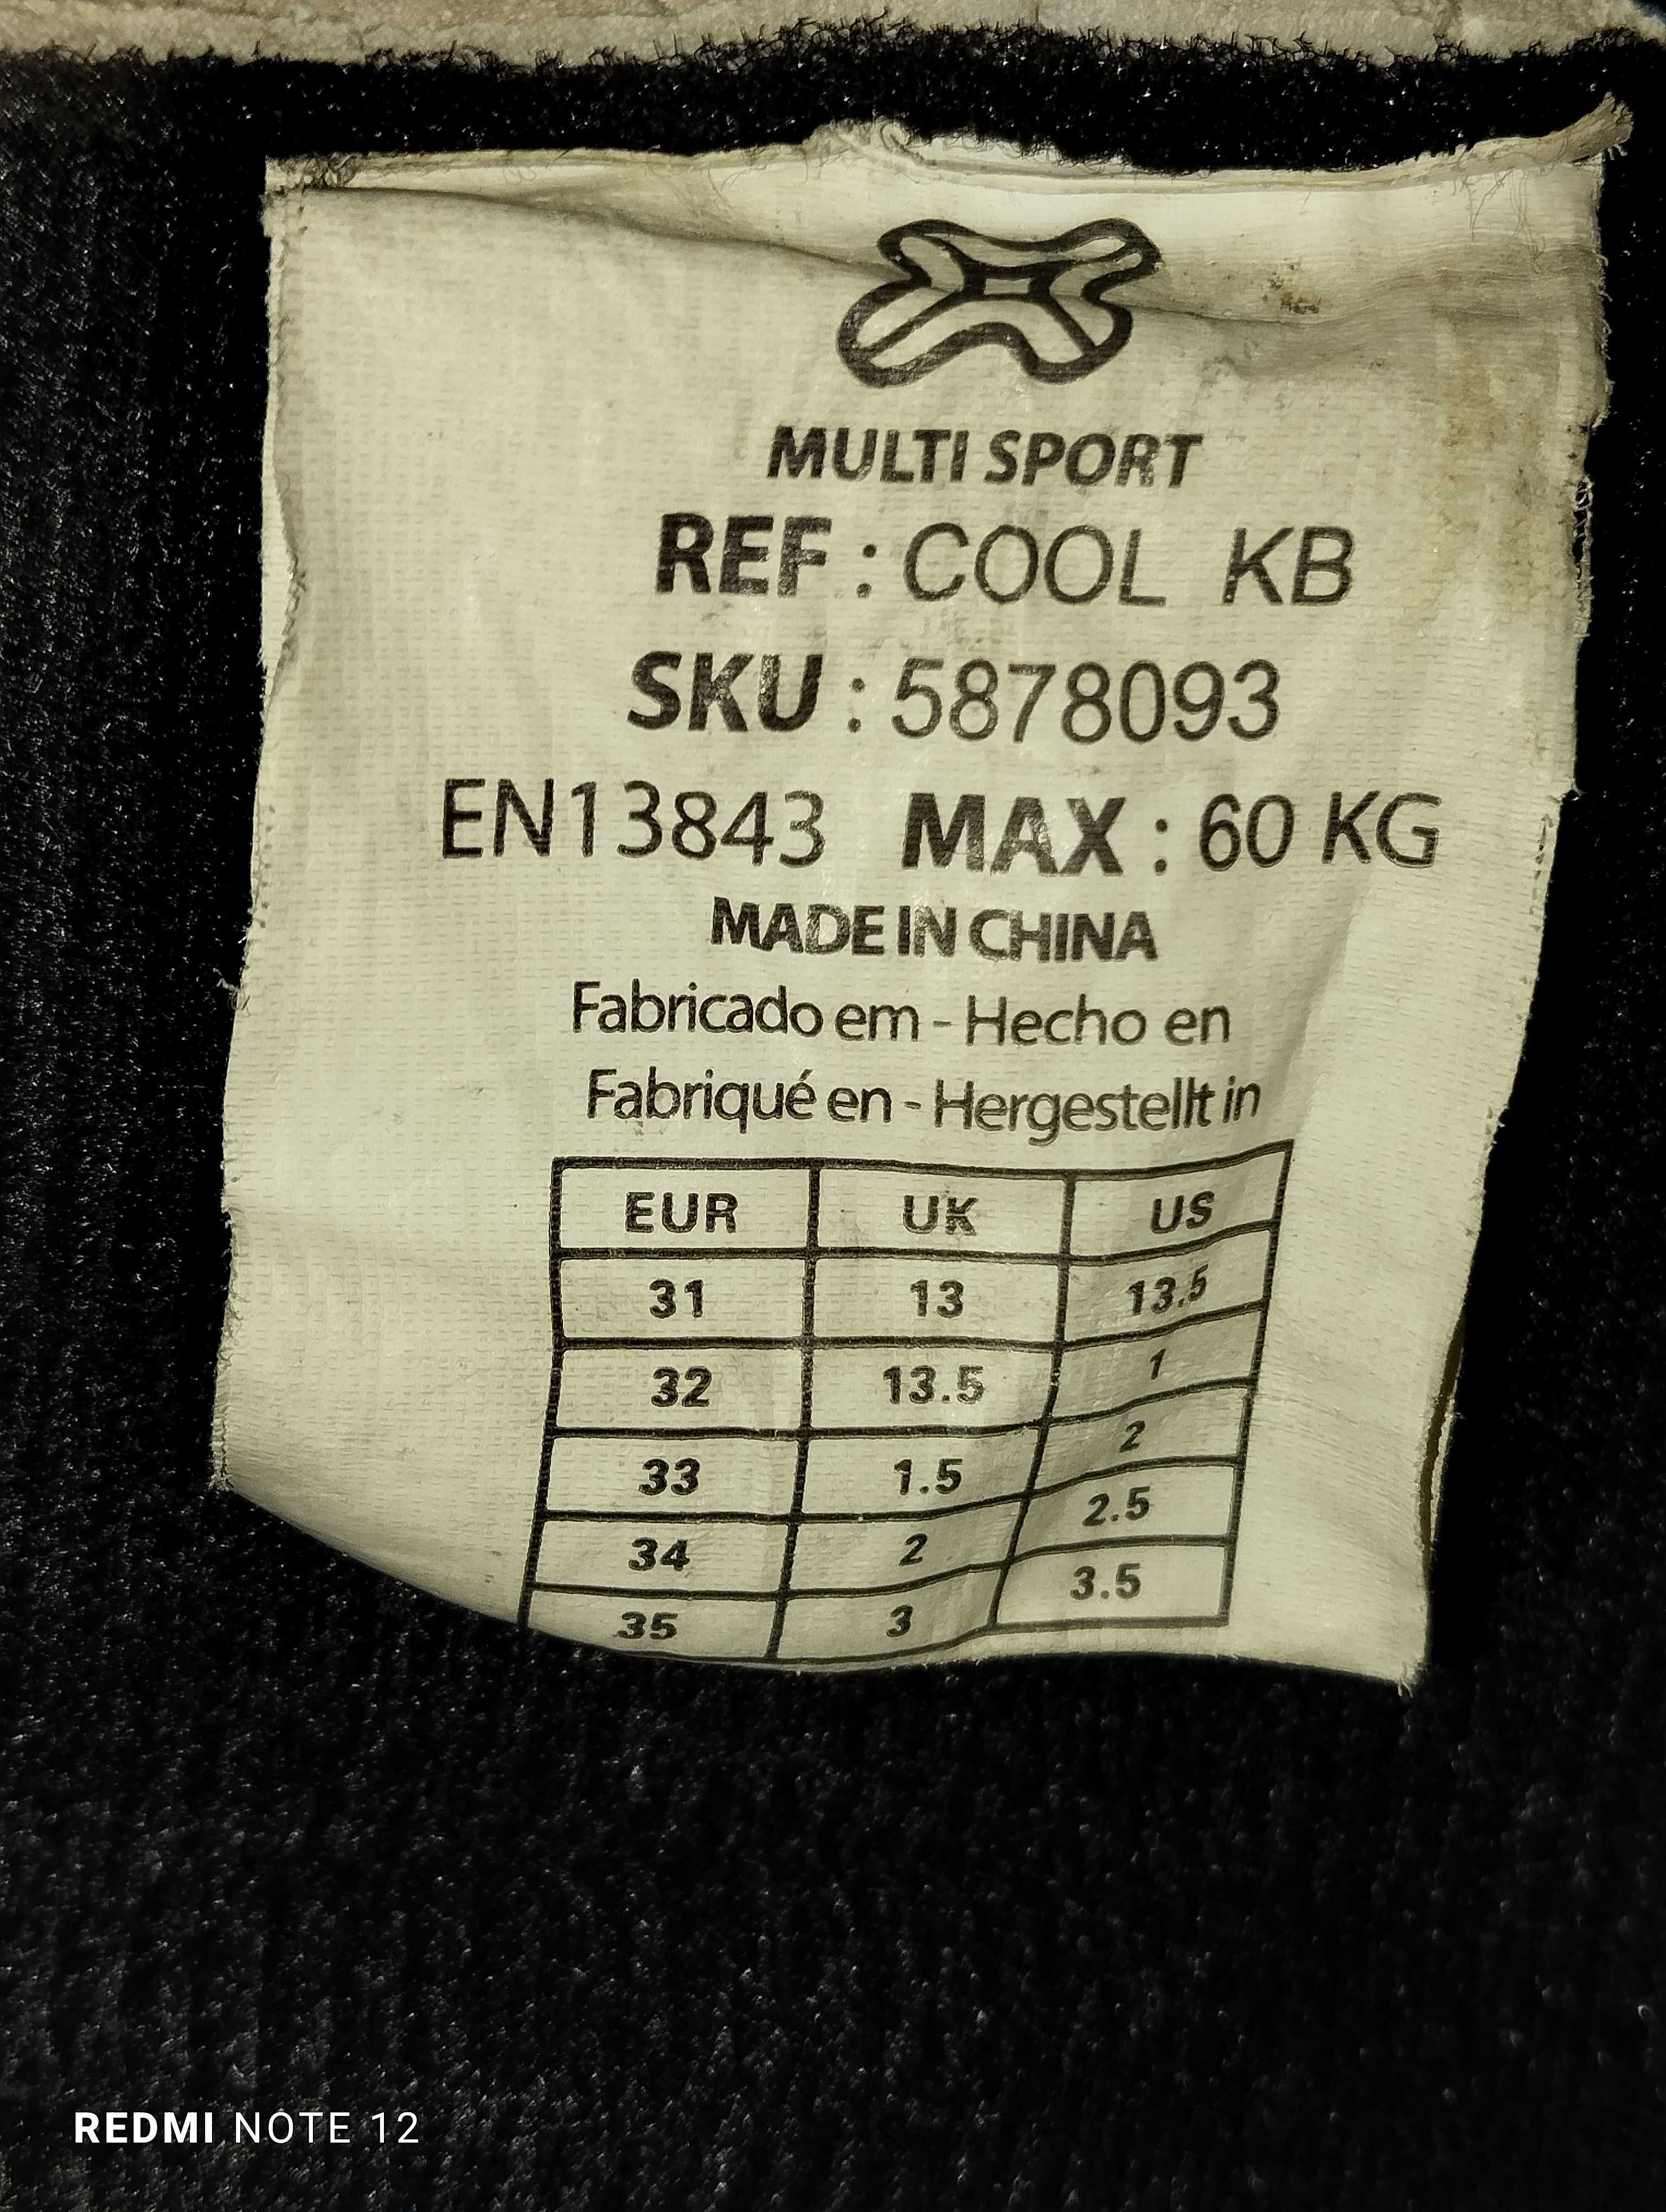 MULTI SPORT
REF : COOL KB
SKU : 5878093
EN13843 MAX : 60 KG
MADE IN CHINA
Fabricado em - Hecho en
Fabriqué en - Hergestellt in
EUR UK US
31 13 13.5
32 13.5 1
33 1.5 2
34 2 2.5
35 3 3.5
REDMI NOTE 12